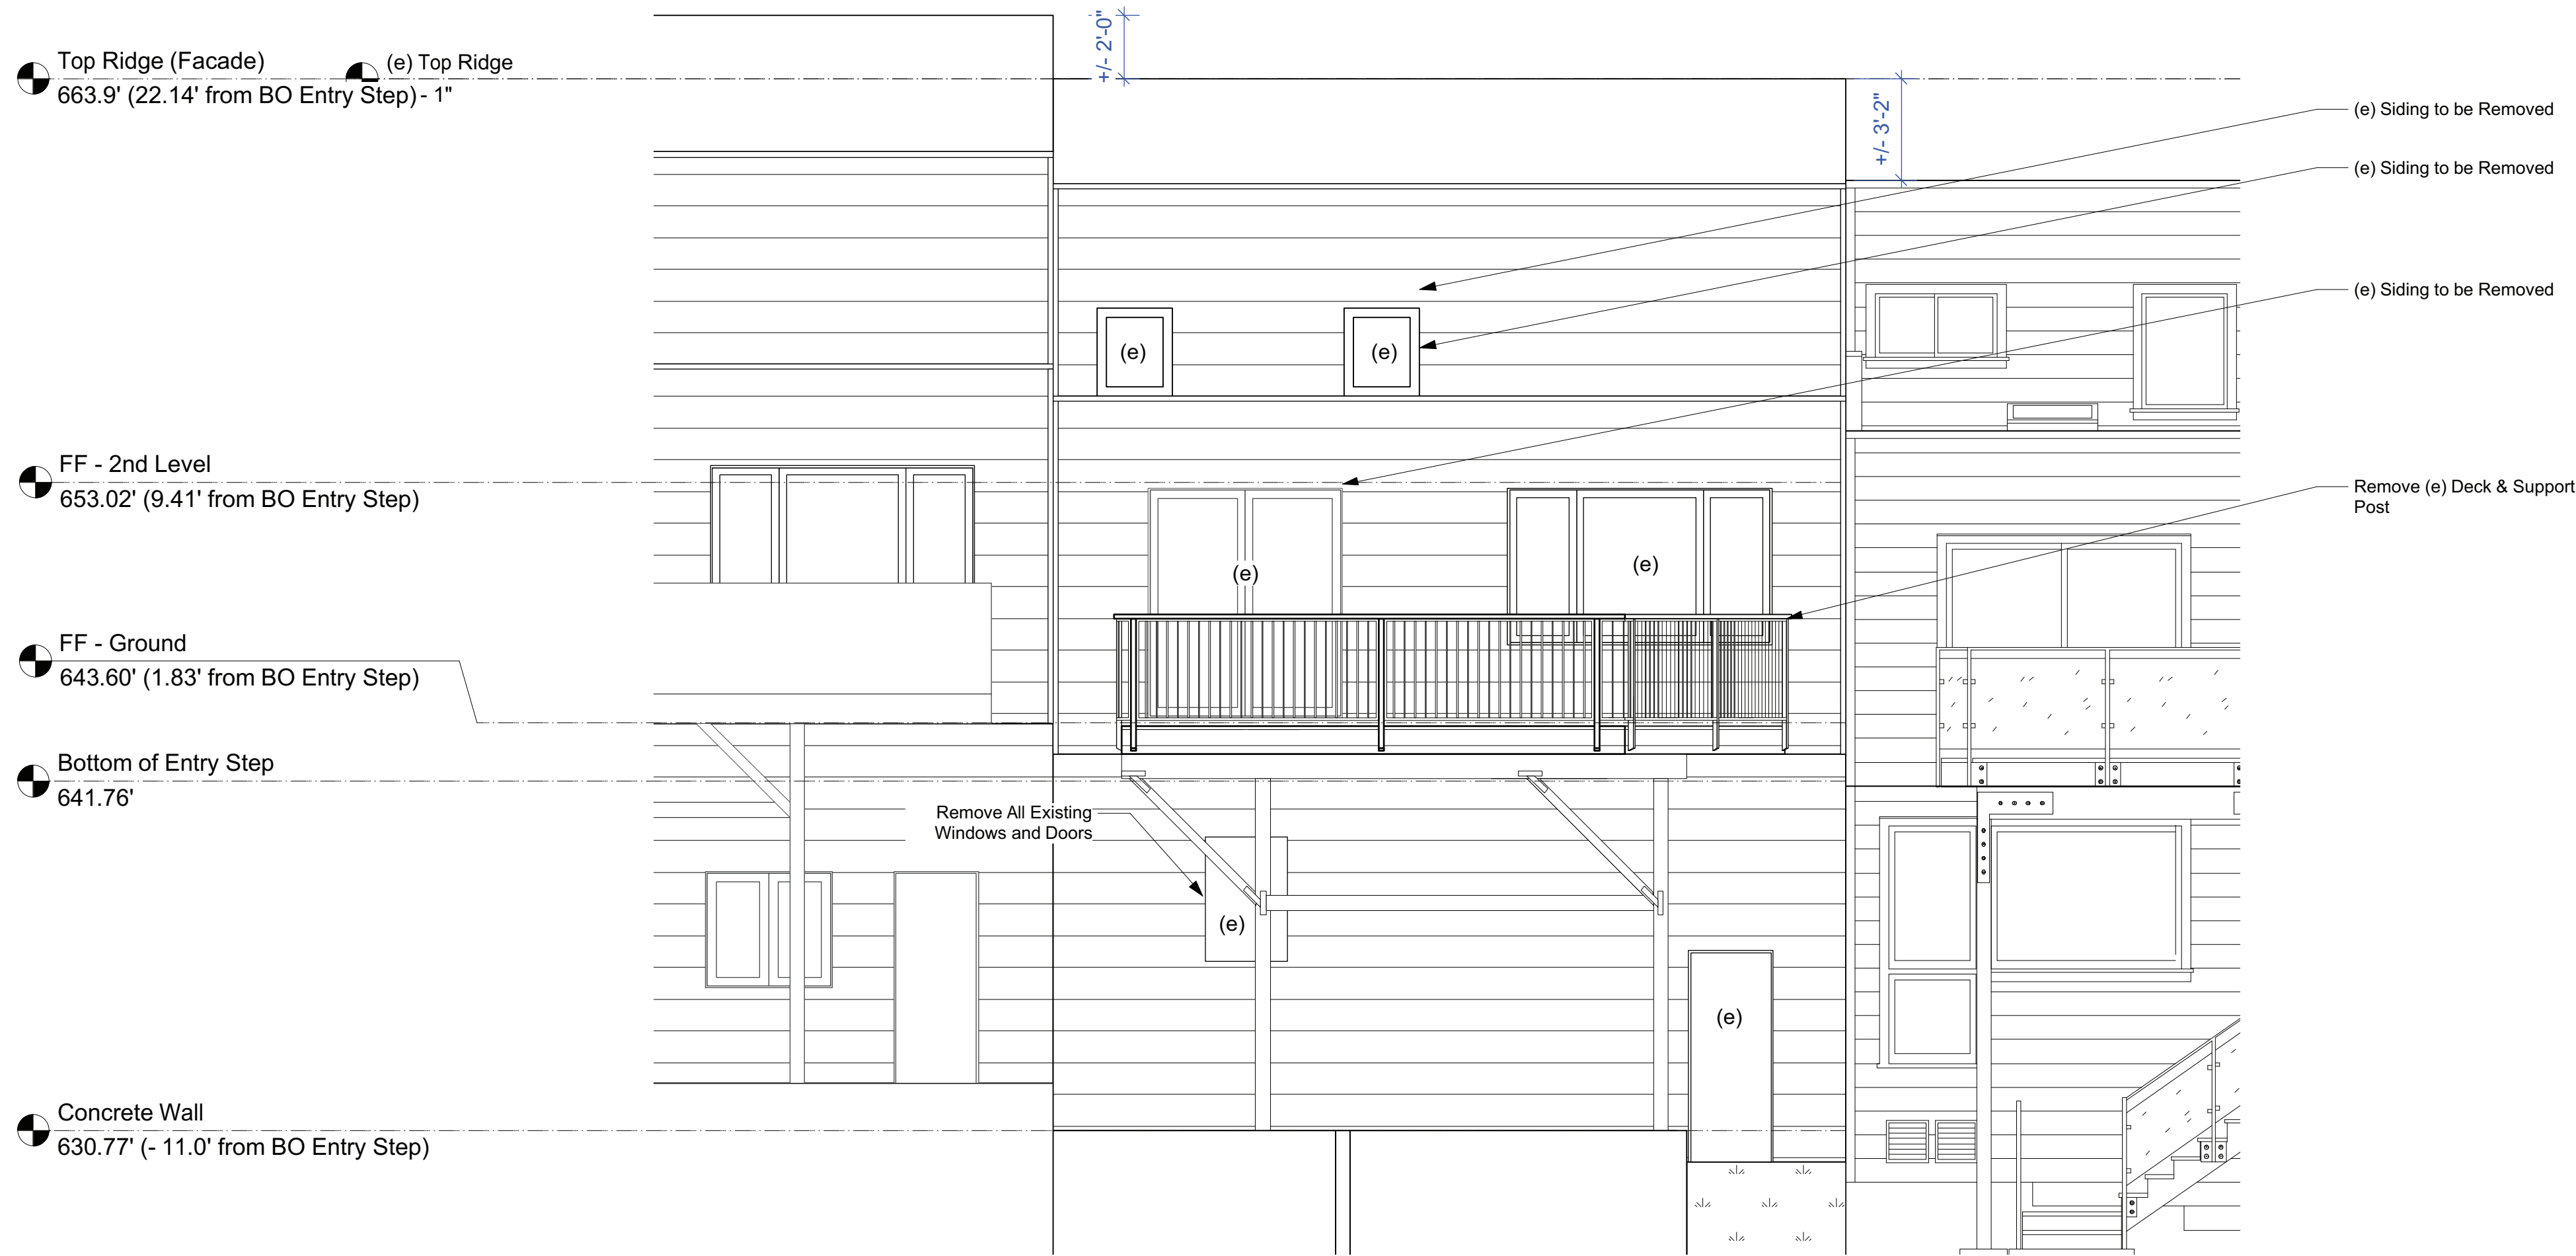 +/- 2'-0"
Top Ridge (Facade)
(e) Top Ridge
663.9' (22.14' from BO Entry Step) - 1"
+/- 3'-2"
(e) Siding to be Removed
(e) Siding to be Removed
(e) Siding to be Removed
(e)
(e)
FF - 2nd Level
653.02' (9.41' from BO Entry Step)
Remove (e) Deck & Support
Post
(e)
(e)
FF - Ground
643.60' (1.83' from BO Entry Step)
Bottom of Entry Step
641.76'
Remove All Existing
Windows and Doors
(e)
(e)
Concrete Wall
630.77' (- 11.0' from BO Entry Step)